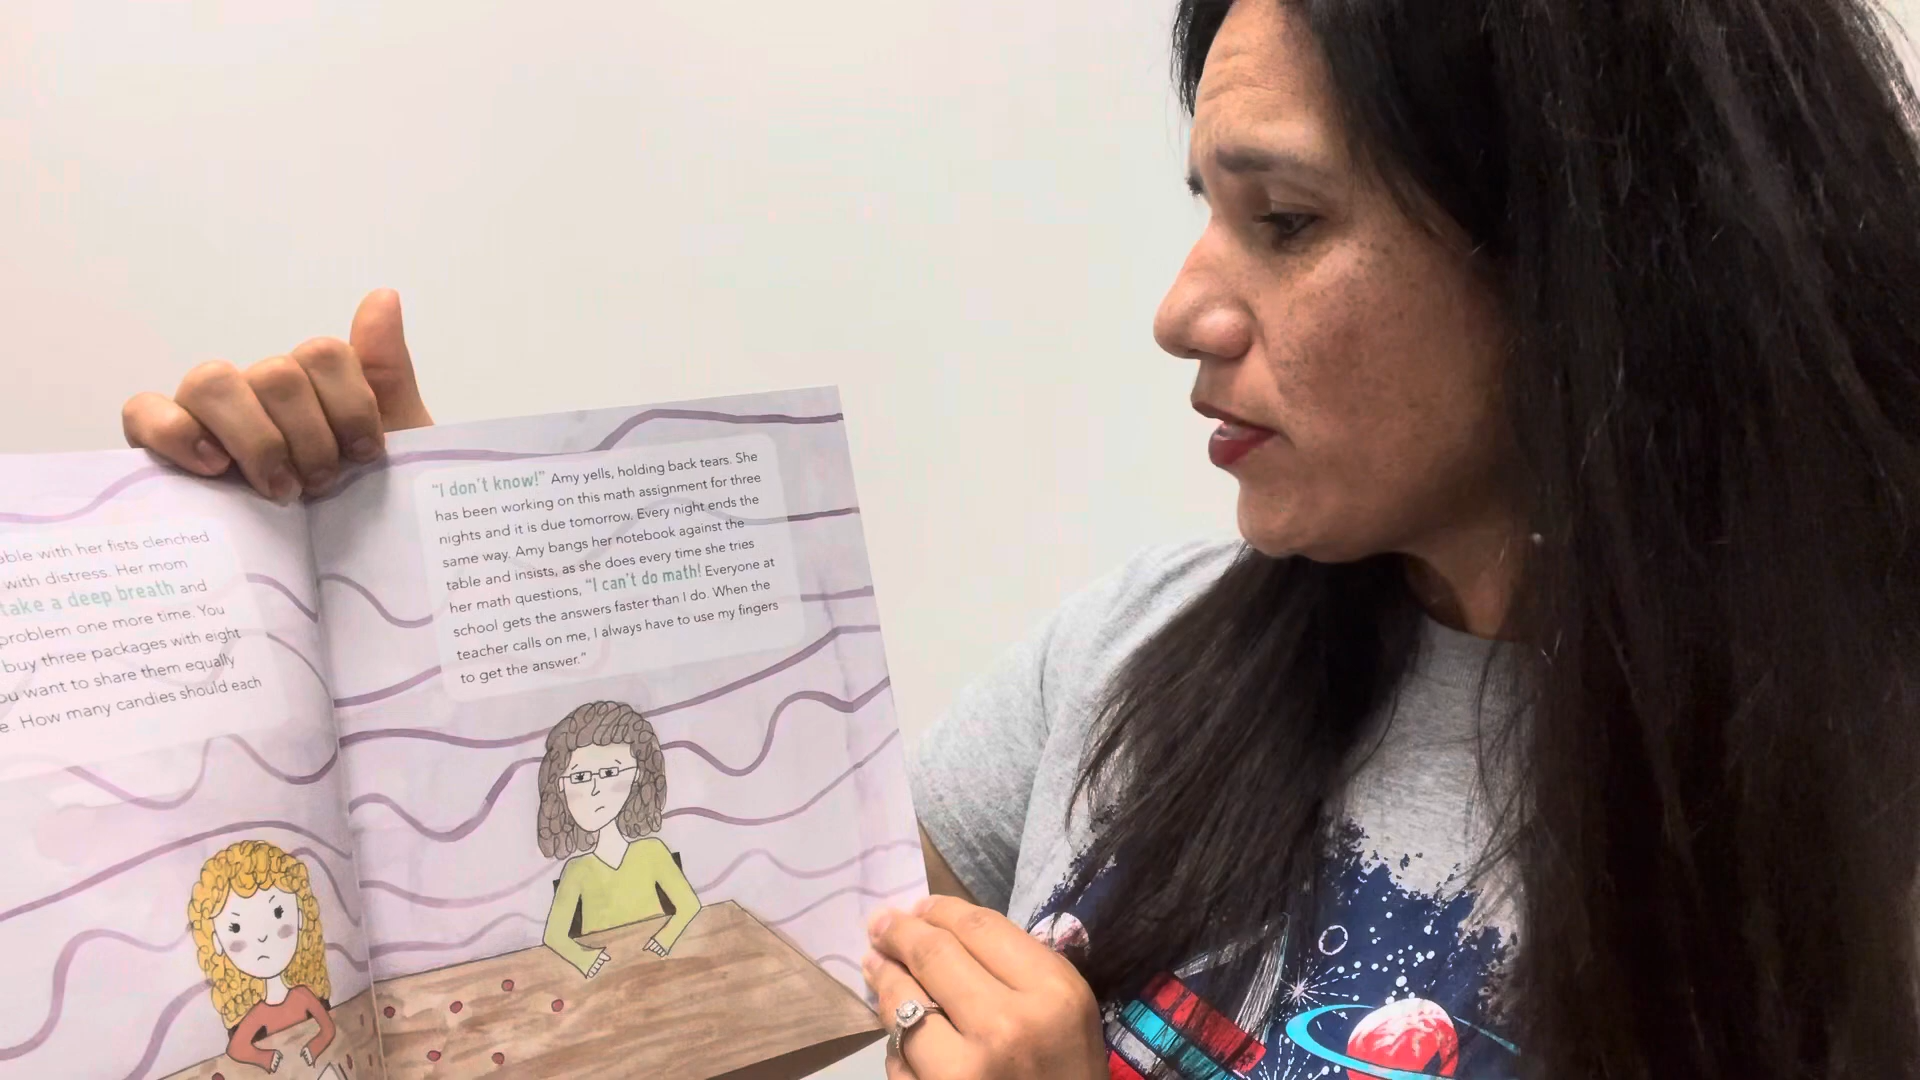 able with her fists clenched
with distress. Her mom
take a deep breath and
problem one more time. You
buy three packages with eight
ou want to share them equally
e. How many candies should each
"I don't know!" Amy yells, holding back tears. She
has been working on this math assignment for three
nights and it is due tomorrow. Every night ends the
same way. Amy bangs her notebook against the
table and insists, as she does every time she tries
her math questions, "I can't do math! Everyone at
school gets the answers faster than I do. When the
teacher calls on me, I always have to use my fingers
to get the answer."